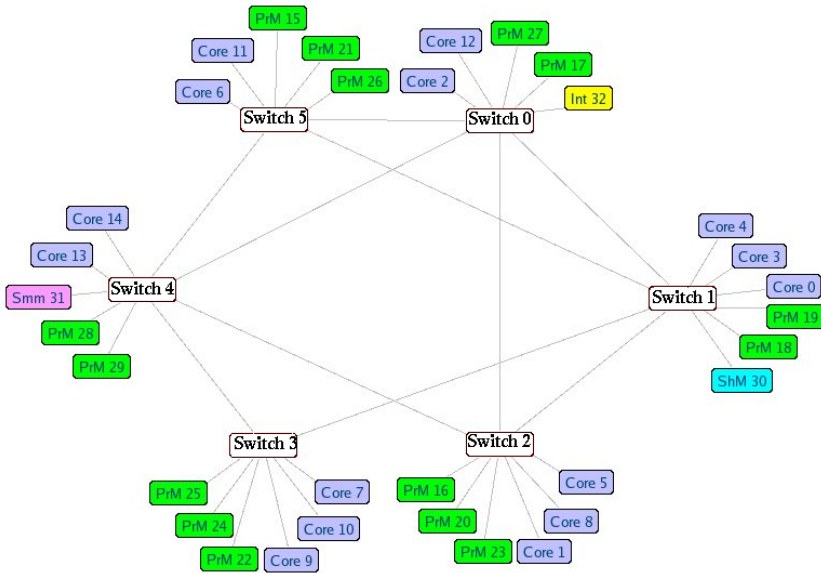 PrM 15
Core 12
PrM 27
Core 11
PrM 21
PrM 17
Core 6
PrM 26
Core 2
Int 32
Switch 5
Switch 0
Core 14
Core 4
Core 13
Core 3
Smm 31
Switch 4
Switch 1
Core 0
PrM 28
PrM 19
PrM 29
PrM 18
ShM 30
Switch 3
Switch 2
PrM 25
Core 7
PrM 16
Core 5
PrM 24
Core 10
PrM 20
Core 8
PrM 22
Core 9
PrM 23
Core 1